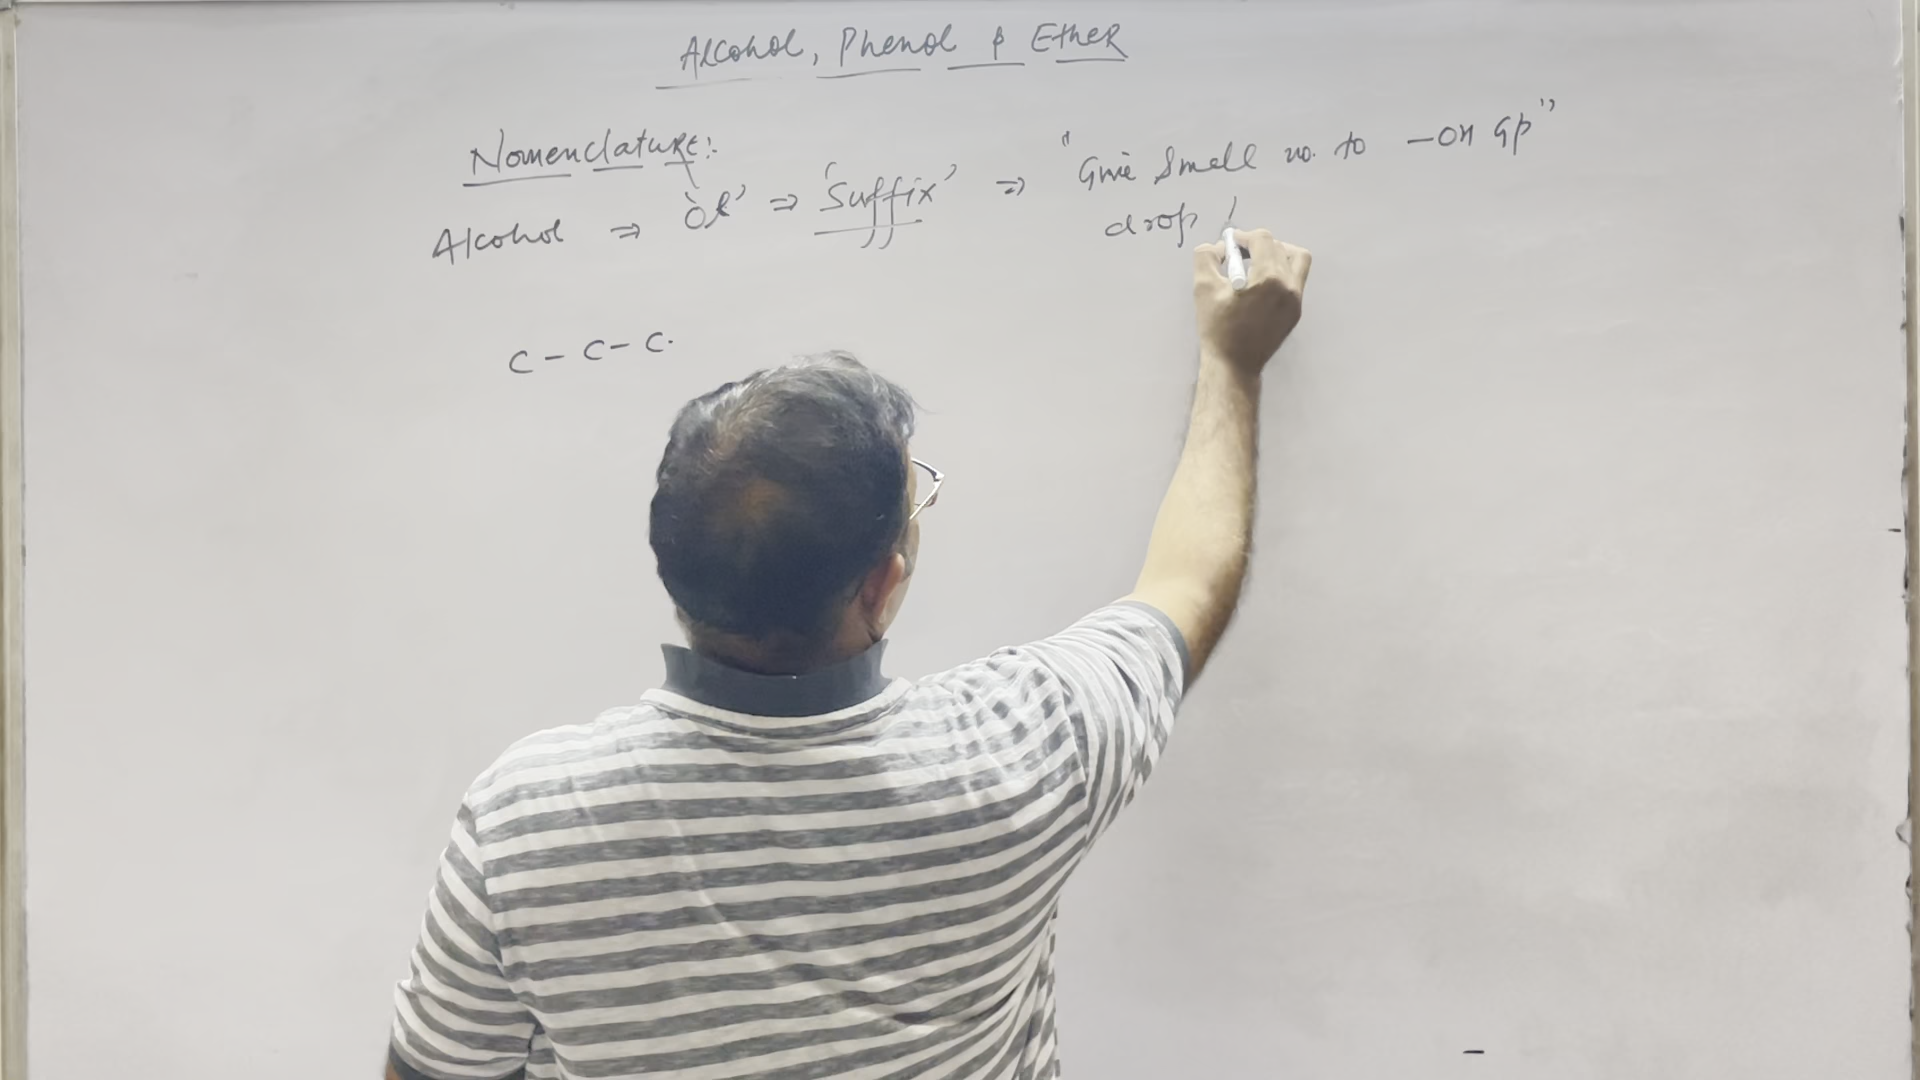 Alcohol, Phenol & Ether
Nomenclature:
Alcohol ⇒ 'ol' ⇒ 'Suffix' ⇒ "Give Small no. to -OH Gp"
drop '
C - C - C.